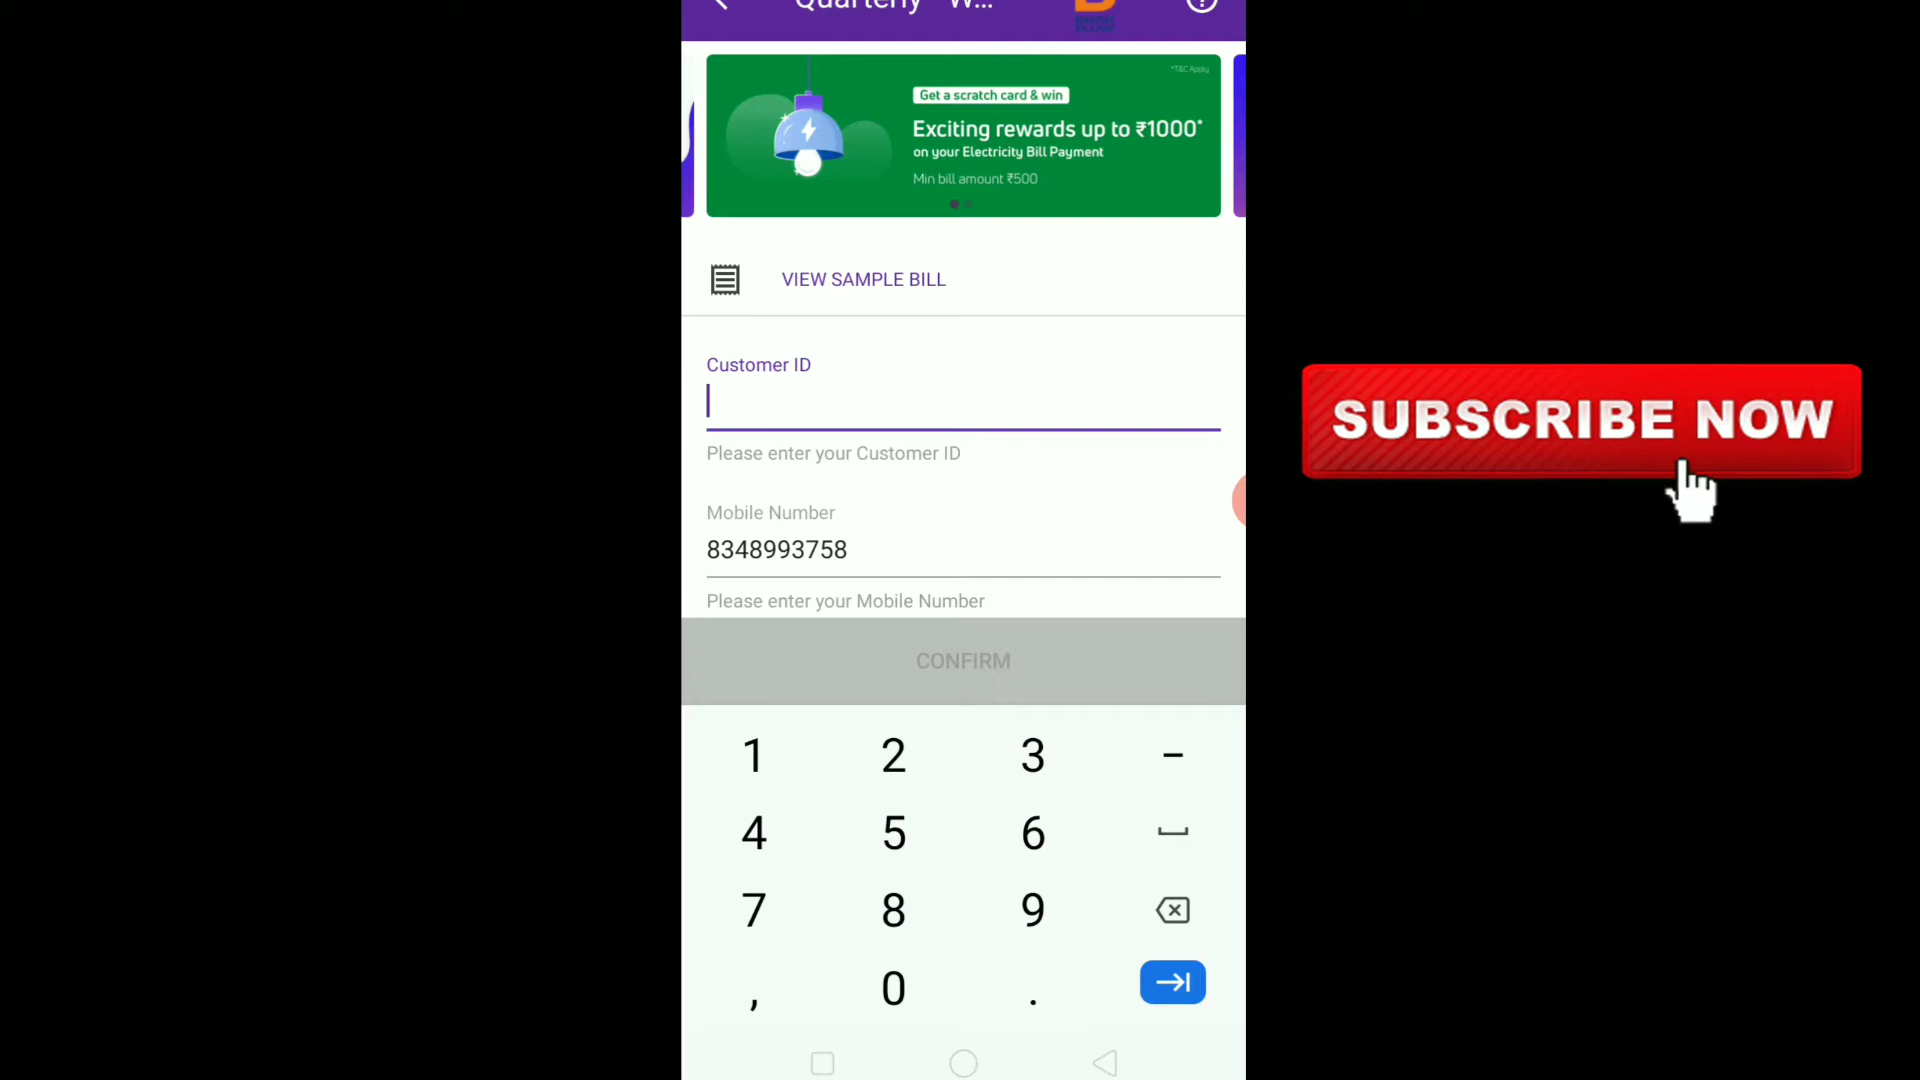 Quarterly - W...
*T&C Apply
Get a scratch card & win
Exciting rewards up to ₹1000*
on your Electricity Bill Payment
Min bill amount ₹500
VIEW SAMPLE BILL
Customer ID
Please enter your Customer ID
Mobile Number
8348993758
Please enter your Mobile Number
CONFIRM
1 2 3 -
4 5 6
7 8 9
, 0 .
SUBSCRIBE NOW